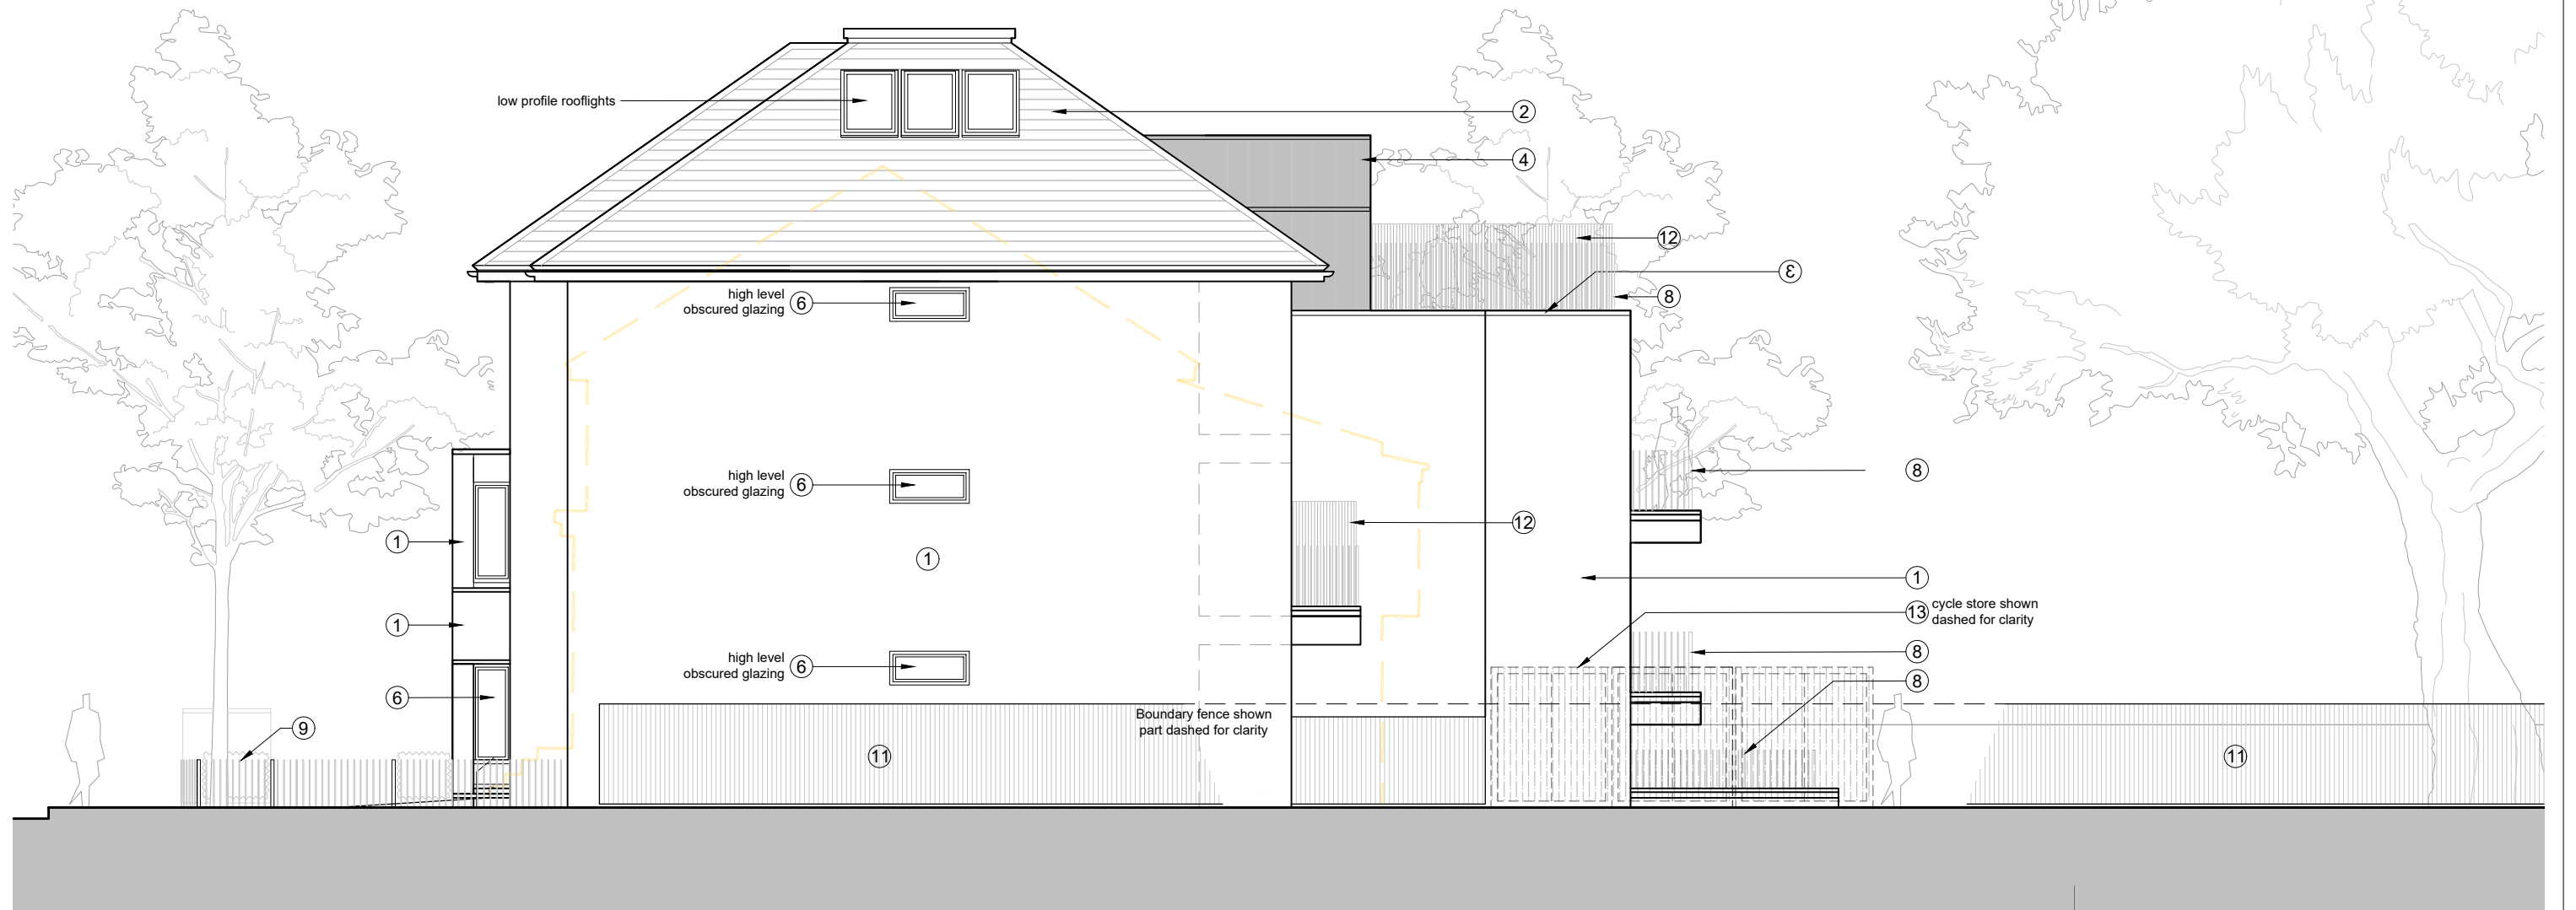 low profile rooflights
2
4
12
3
high level
obscured glazing
6
8
high level
obscured glazing
6
8
12
1
1
1
13
cycle store shown
dashed for clarity
1
high level
obscured glazing
6
8
8
6
Boundary fence shown
part dashed for clarity
9
11
11